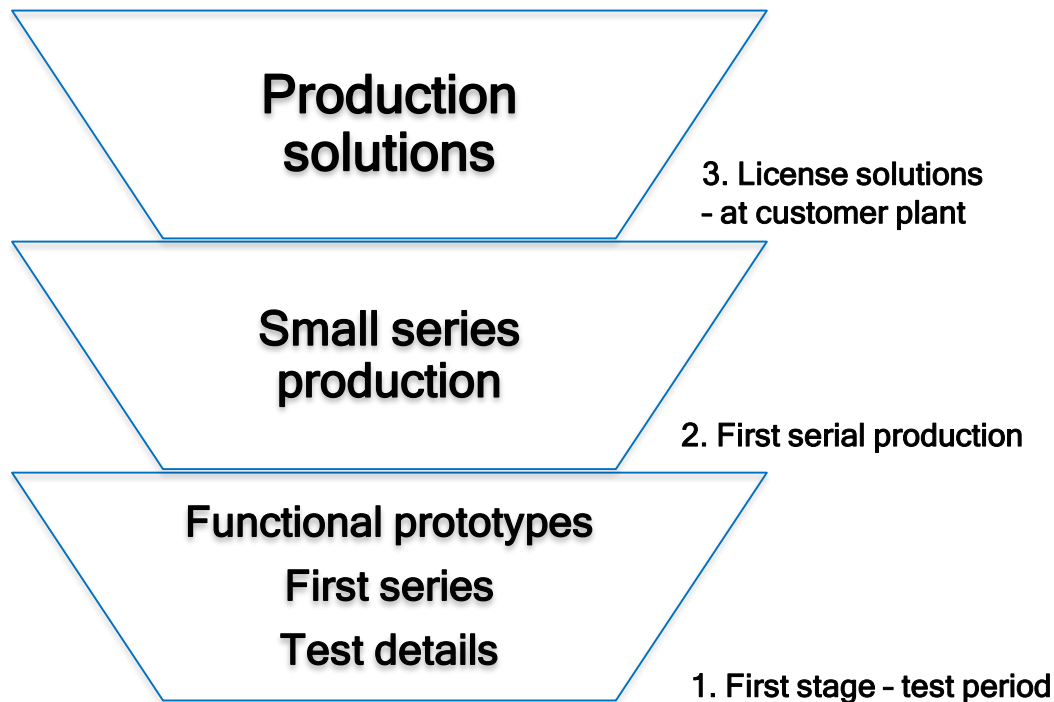 Production
solutions
3. License solutions
- at customer plant
Small series
production
2. First serial production
Functional prototypes
First series
Test details
1. First stage - test period